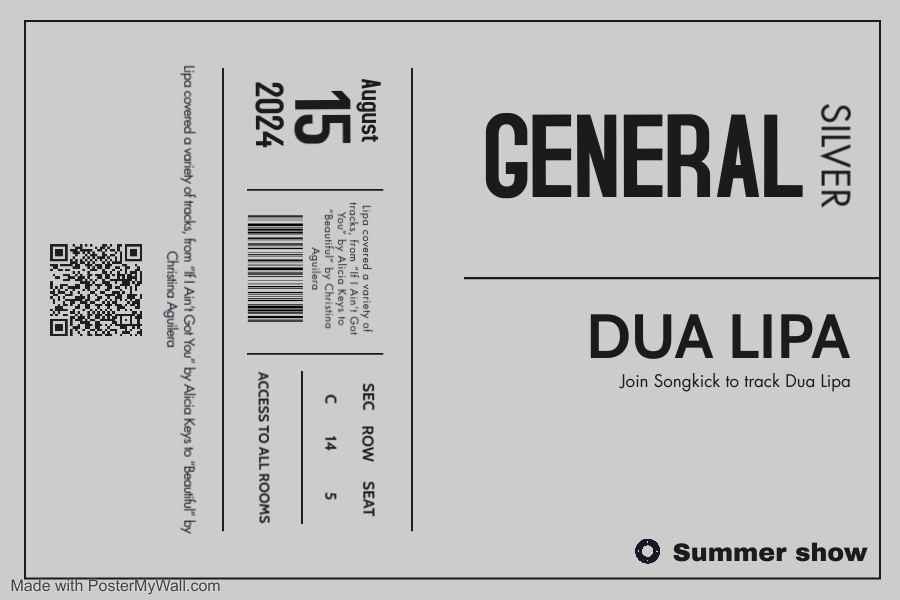 Lipa covered a variety of tracks, from “If I Ain’t Got You” by Alicia Keys to “Beautiful” by
Christina Aguilera
August
15
2024
Lipa covered a variety of
tracks, from “If I Ain’t Got
You” by Alicia Keys to
“Beautiful” by Christina
Aguilera
SEC ROW SEAT
C 14 5
ACCESS TO ALL ROOMS
GENERAL
SILVER
DUA LIPA
Join Songkick to track Dua Lipa
Summer show
Made with PosterMyWall.com